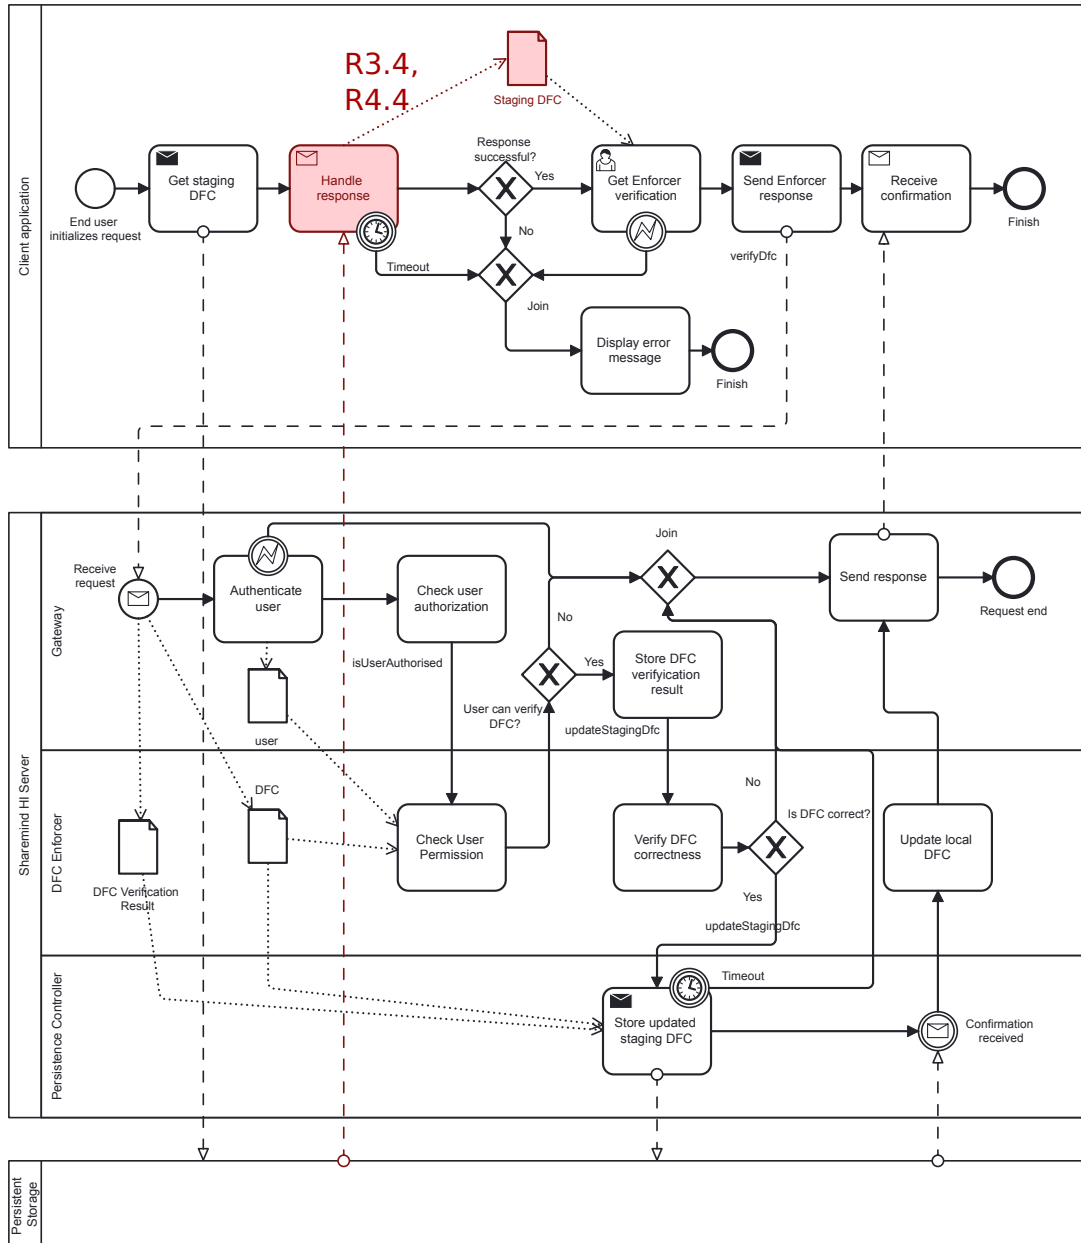 Client application
R3.4,
R4.4
Staging DFC
Get staging
DFC
Handle
response
Response
successful?
Yes
Get Enforcer
verification
Send Enforcer
response
Receive
confirmation
End user
initializes request
Finish
No
Timeout
verifyDfc
Join
Display error
message
Finish
Sharemind HI Server
Gateway
Receive
request
Authenticate
user
Check user
authorization
Join
Send response
Request end
No
isUserAuthorised
Yes
Store DFC
verifyication
result
User can verify
DFC?
updateStagingDfc
user
DFC Enforcer
DFC
No
Is DFC correct?
Check User
Permission
Verify DFC
correctness
Update local
DFC
DFC Verification
Result
Yes
updateStagingDfc
Persistence Controller
Timeout
Store updated
staging DFC
Confirmation
received
Persistent
Storage